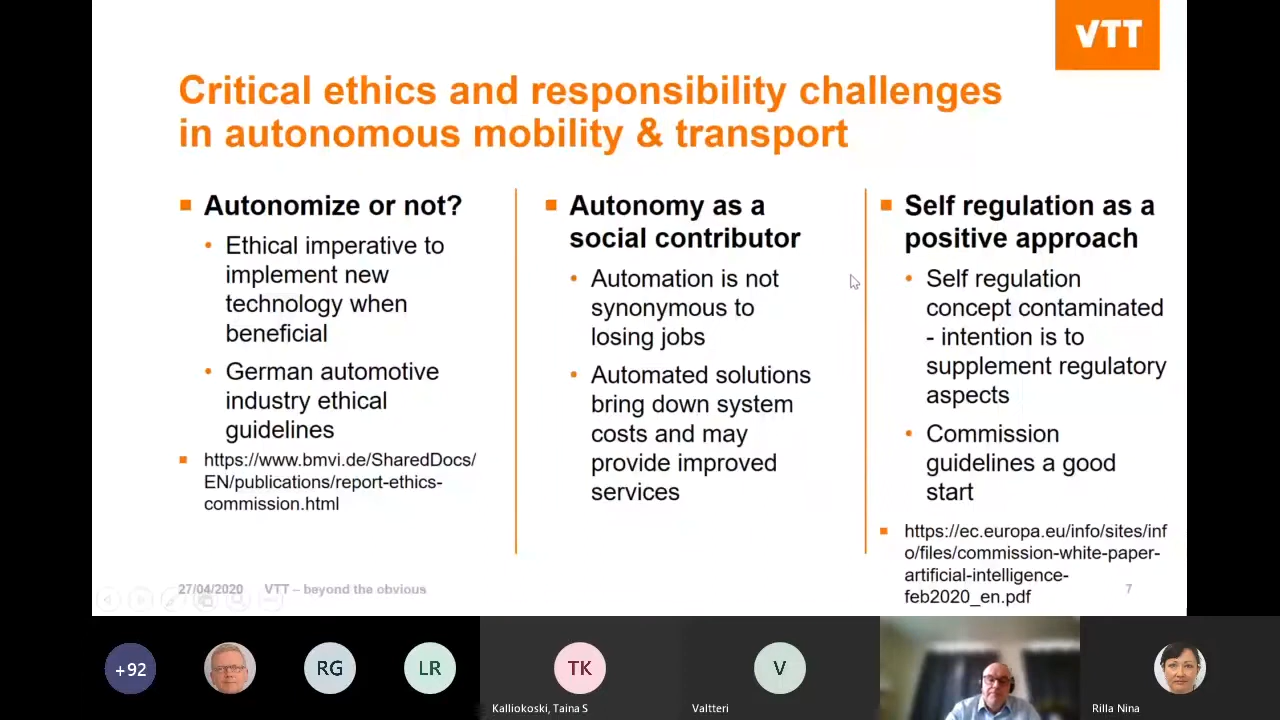 VTT
Critical ethics and responsibility challenges
in autonomous mobility & transport
Autonomize or not?
Ethical imperative to
implement new
technology when
beneficial
German automotive
industry ethical
guidelines
https://www.bmvi.de/SharedDocs/
EN/publications/report-ethics-
commission.html
Autonomy as a
social contributor
Automation is not
synonymous to
losing jobs
Automated solutions
bring down system
costs and may
provide improved
services
Self regulation as a
positive approach
Self regulation
concept contaminated
- intention is to
supplement regulatory
aspects
Commission
guidelines a good
start
https://ec.europa.eu/info/sites/inf
o/files/commission-white-paper-
artificial-intelligence-
feb2020_en.pdf
27/04/2020 VTT – beyond the obvious
7
+92
RG
LR
TK
V
Kalliokoski, Taina S
Valtteri
Rilla Nina